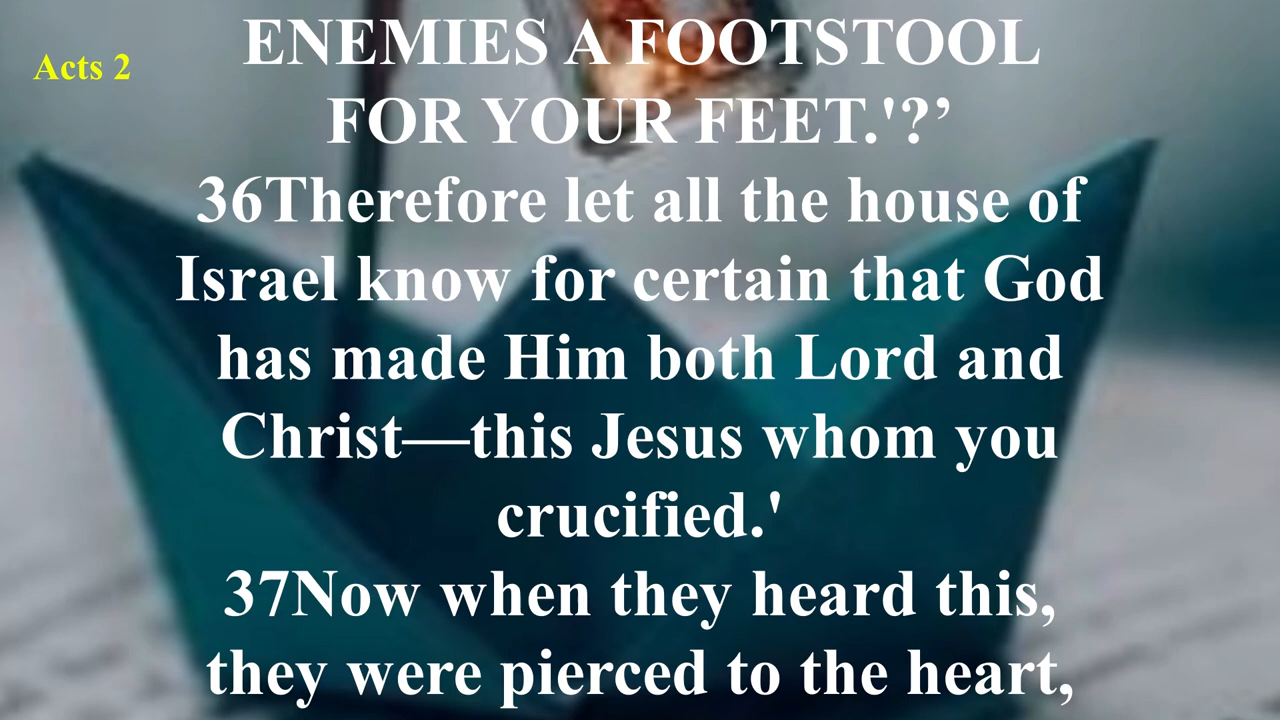 Acts 2
ENEMIES A FOOTSTOOL
FOR YOUR FEET.'?’
36Therefore let all the house of
Israel know for certain that God
has made Him both Lord and
Christ—this Jesus whom you
crucified.'
37Now when they heard this,
they were pierced to the heart,